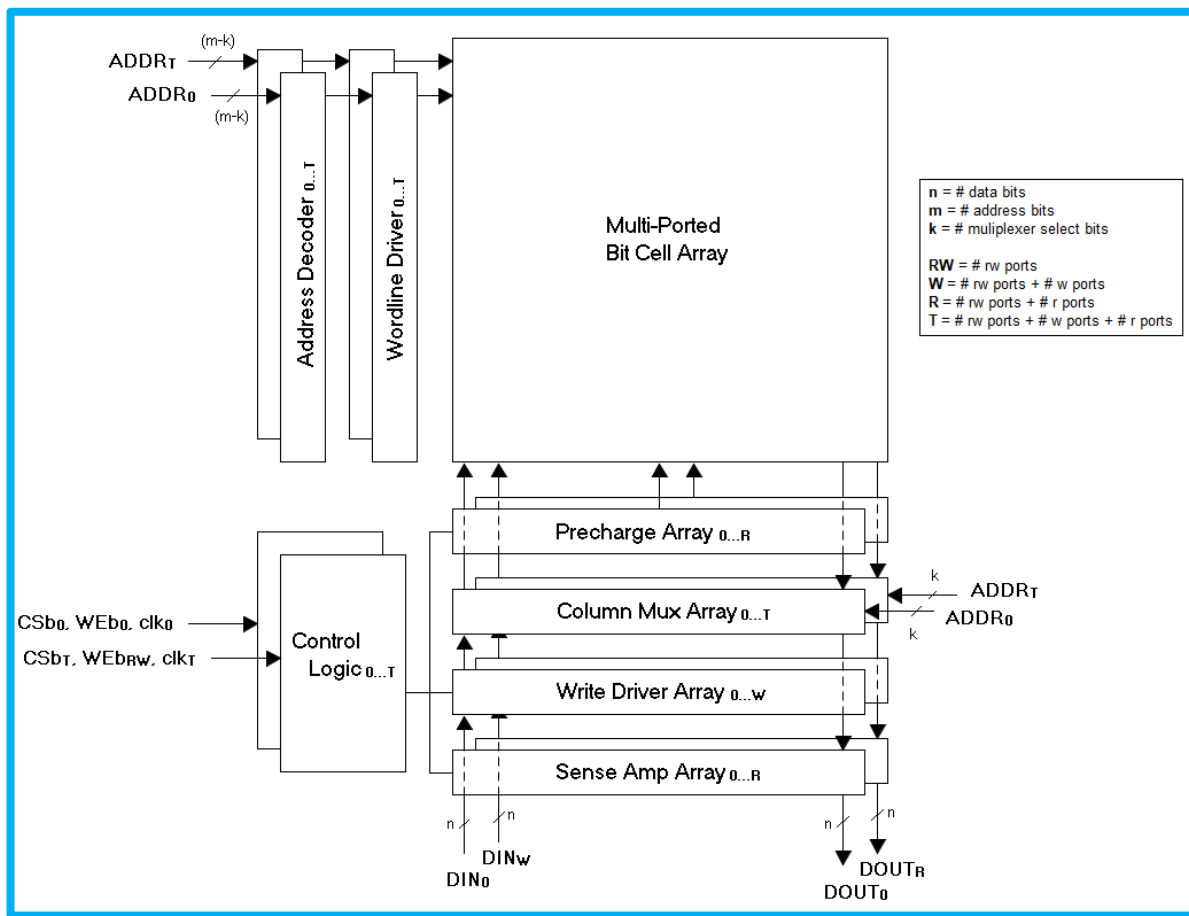 (m-k)
ADDRT
ADDR0
(m-k)
Address Decoder 0...T
Wordline Driver 0...T
Multi-Ported
Bit Cell Array
n = # data bits
m = # address bits
k = # muliplexer select bits
RW = # rw ports
W = # rw ports + # w ports
R = # rw ports + # r ports
T = # rw ports + # w ports + # r ports
Precharge Array 0...R
Column Mux Array 0...T
k
ADDRT
ADDR0
k
CSb0, WEb0, clk0
CSbT, WEbRW, clkT
Control
Logic 0...T
Write Driver Array 0...W
Sense Amp Array 0...R
n
n
n
n
DINW
DIN0
DOUTR
DOUT0